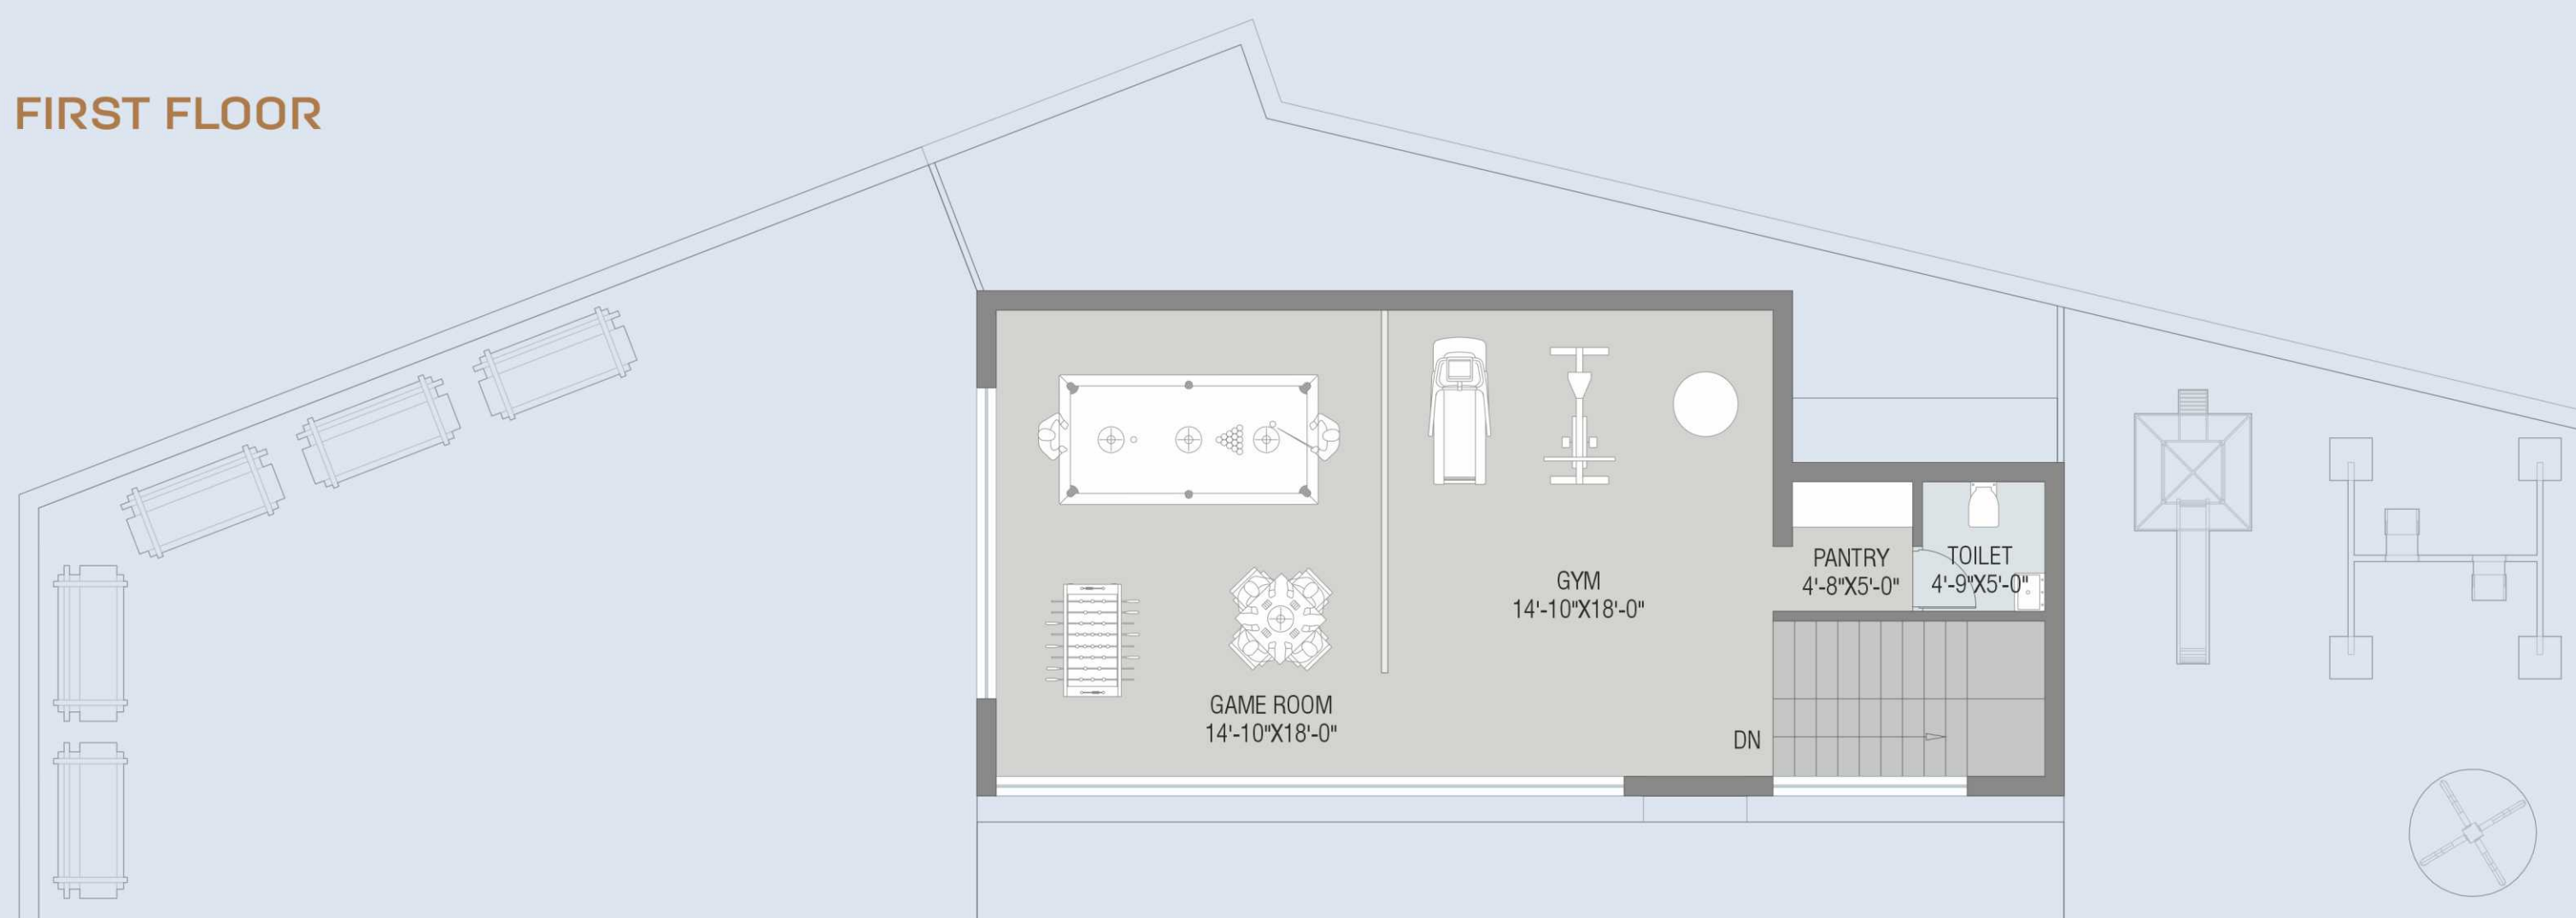 FIRST FLOOR
PANTRY
4'-8"X5'-0"
TOILET
4'-9"X5'-0"
GYM
14'-10"X18'-0"
GAME ROOM
14'-10"X18'-0"
DN